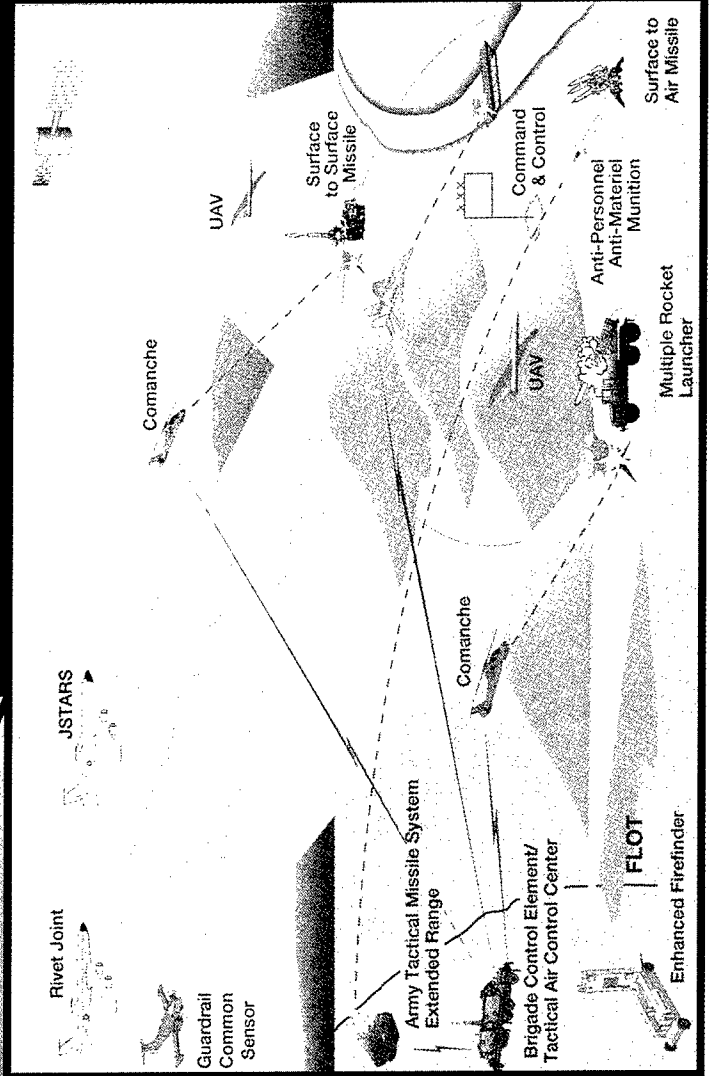 Rivet Joint
JSTARS
Guardrail
Common
Sensor
Comanche
UAV
Surface
to Surface
Missile
Army Tactical Missile System
Extended Range
Brigade Control Element/
Tactical Air Control Center
Comanche
UAV
XXX
Command
& Control
FLOT
Enhanced Firefinder
Anti-Personnel
Anti-Materiel
Munition
Multiple Rocket
Launcher
Surface to
Air Missile